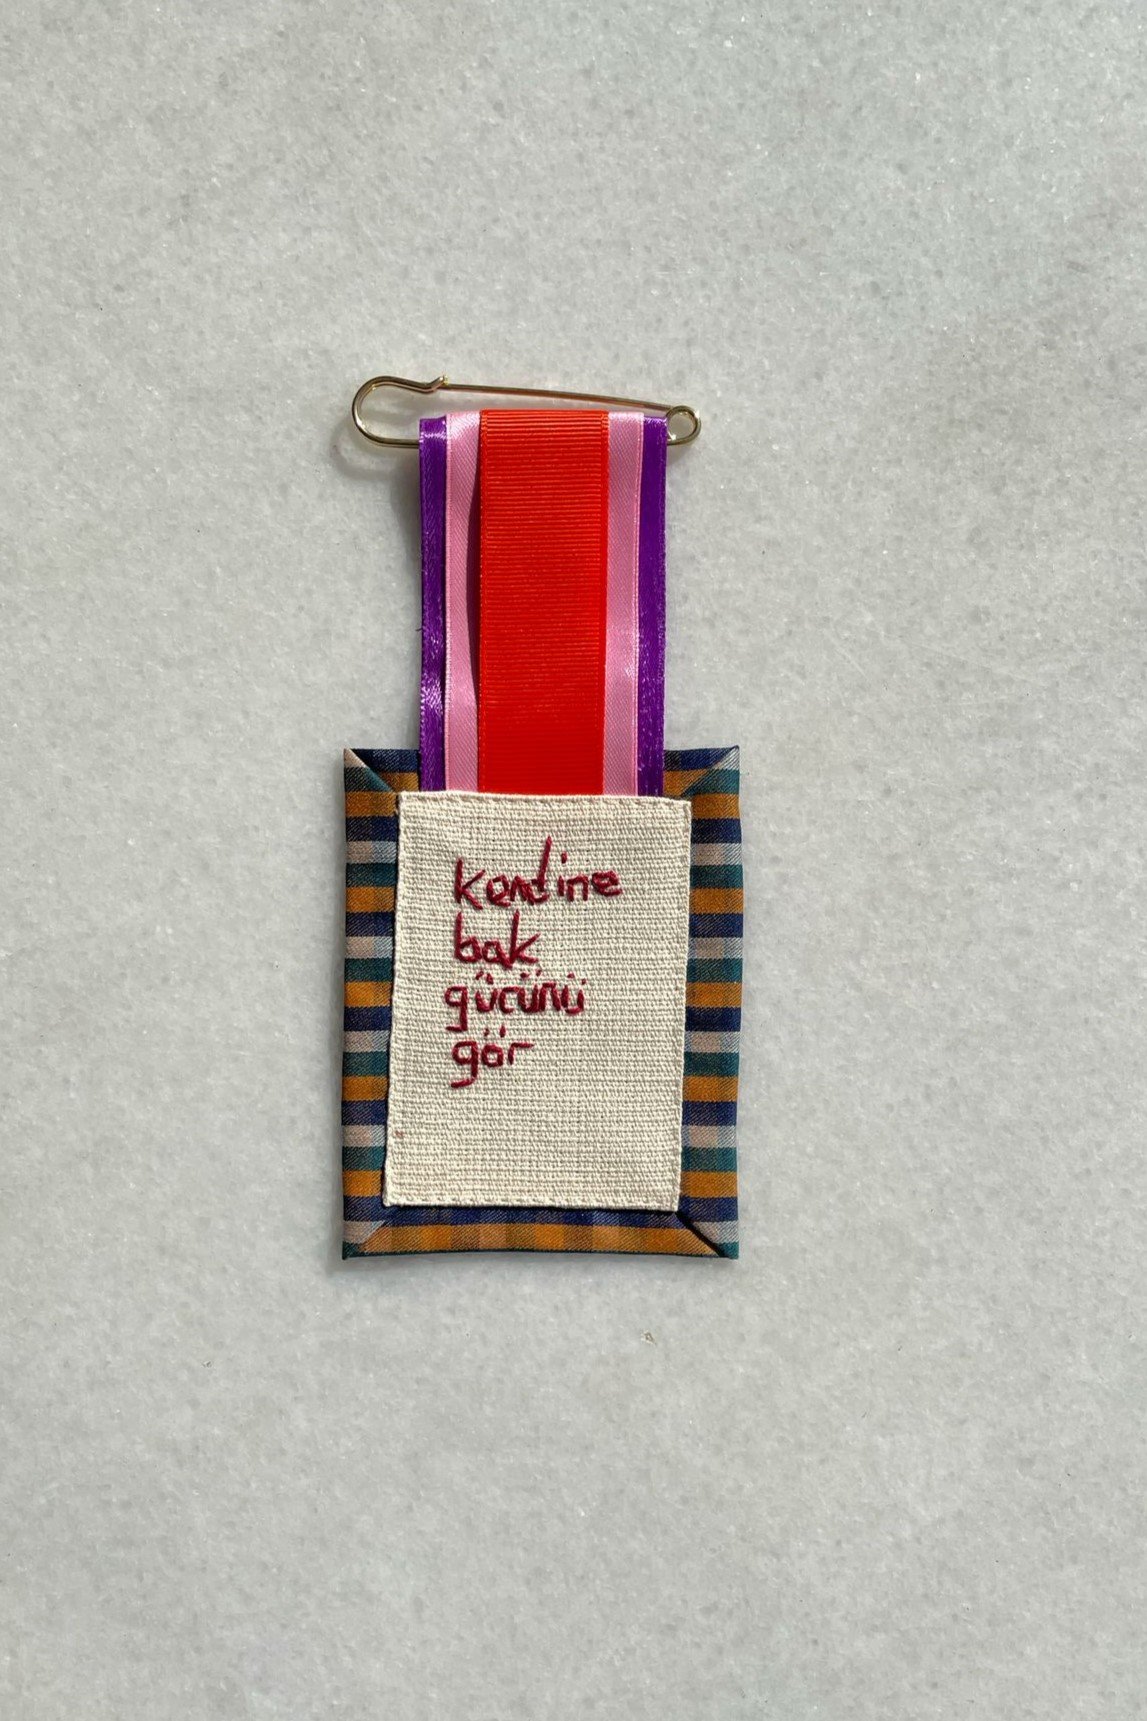 kendine
bak
gücünü
gör